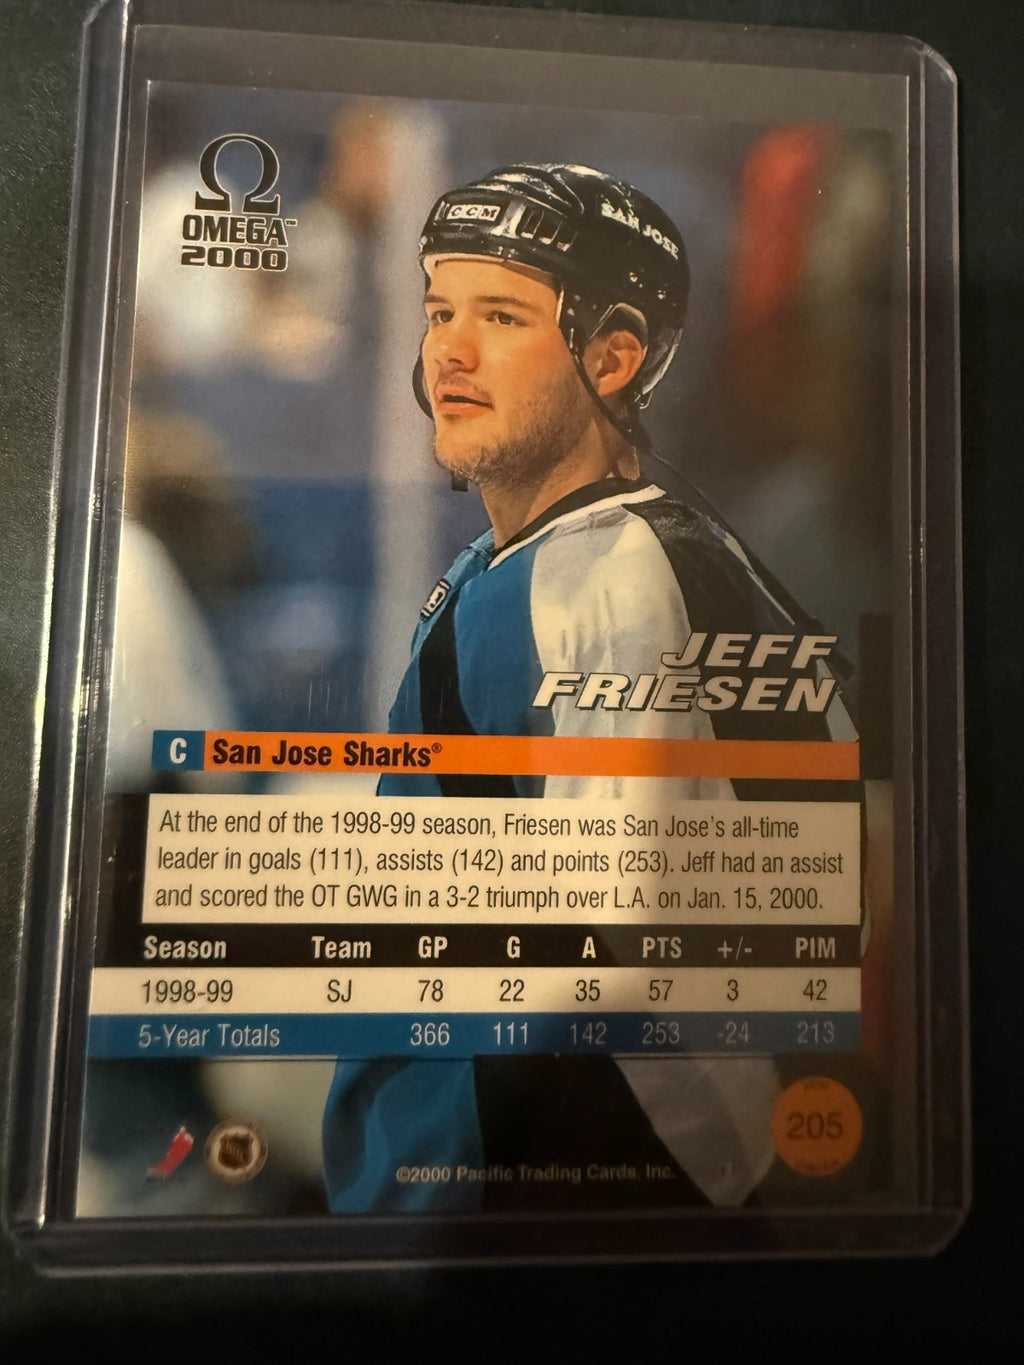 Ω
OMEGA™
2000
CCM
SAN JOSE
JEFF
FRIESEN
C San Jose Sharks®
At the end of the 1998-99 season, Friesen was San Jose's all-time
leader in goals (111), assists (142) and points (253). Jeff had an assist
and scored the OT GWG in a 3-2 triumph over L.A. on Jan. 15, 2000.
Season Team GP G A PTS +/- PIM
1998-99 SJ 78 22 35 57 3 42
5-Year Totals 366 111 142 253 -24 213
205
©2000 Pacific Trading Cards, Inc.